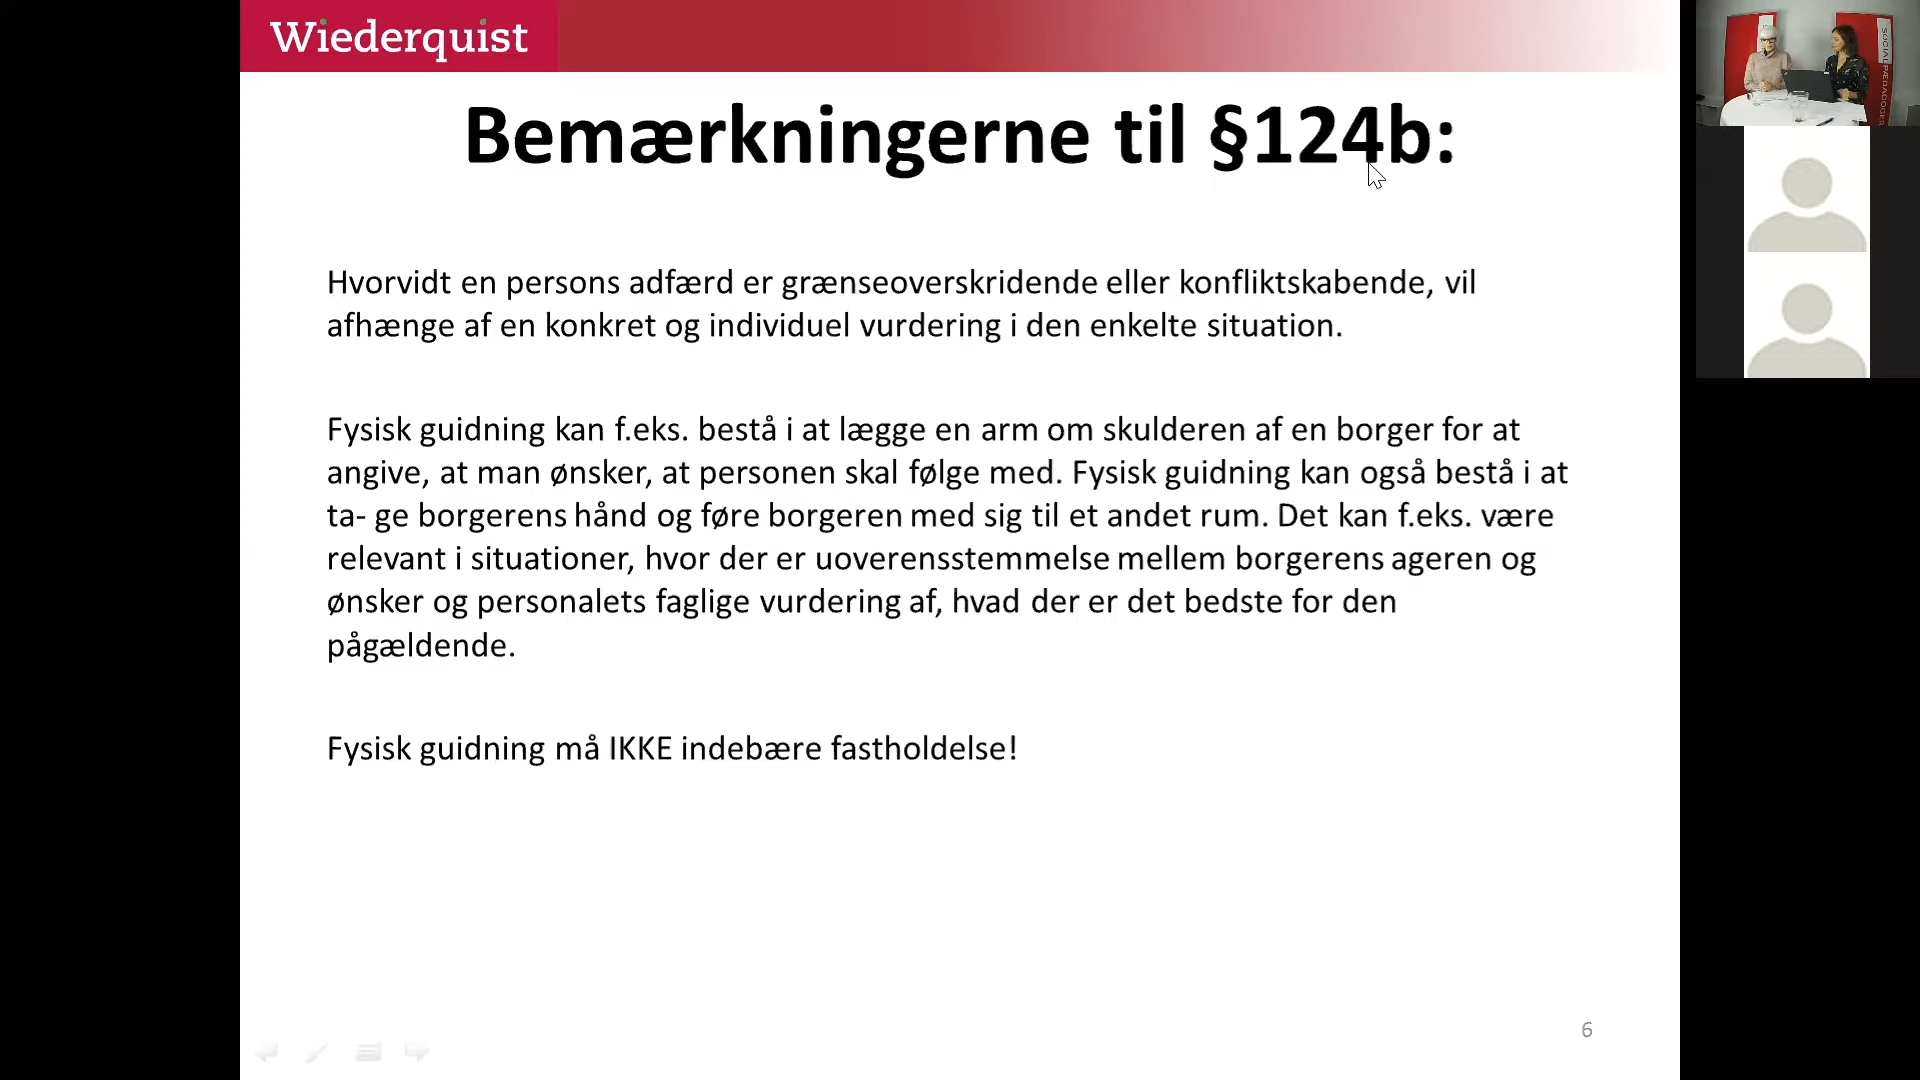 Wiederquist
Bemærkningerne til §124b:
Hvorvidt en persons adfærd er grænseoverskridende eller konfliktskabende, vil
afhænge af en konkret og individuel vurdering i den enkelte situation.
Fysisk guidning kan f.eks. bestå i at lægge en arm om skulderen af en borger for at
angive, at man ønsker, at personen skal følge med. Fysisk guidning kan også bestå i at
ta- ge borgerens hånd og føre borgeren med sig til et andet rum. Det kan f.eks. være
relevant i situationer, hvor der er uoverensstemmelse mellem borgerens ageren og
ønsker og personalets faglige vurdering af, hvad der er det bedste for den
pågældende.
Fysisk guidning må IKKE indebære fastholdelse!
6
SOCIALPÆDAGOGER